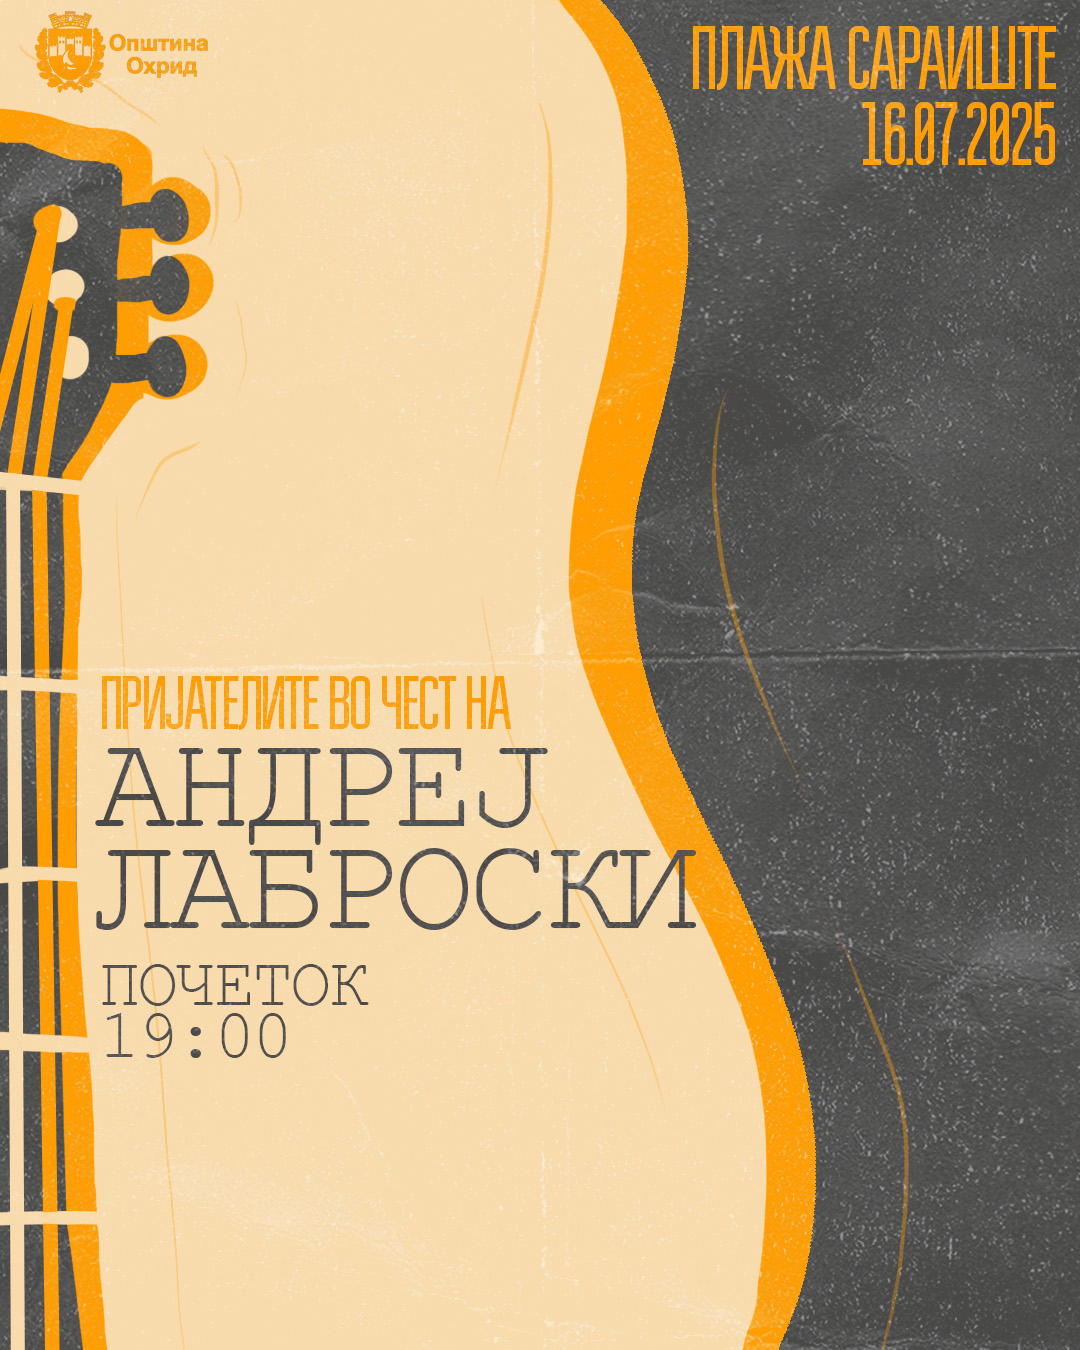 Општина
Охрид
ПЛАЖА САРАИШТЕ
16.07.2025
ПРИЈАТЕЛИТЕ ВО ЧЕСТ НА
АНДРЕЈ
ЛАБРОСКИ
ПОЧЕТОК
19:00